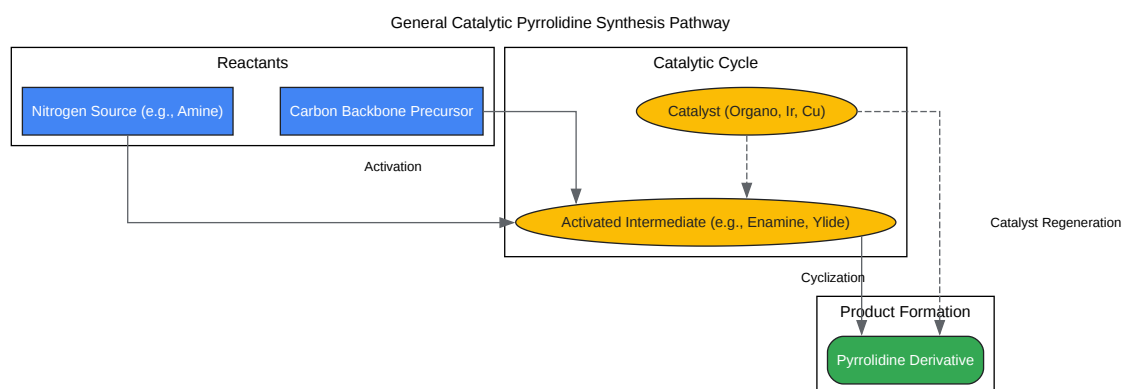 General Catalytic Pyrrolidine Synthesis Pathway
Reactants
Nitrogen Source (e.g., Amine)
Carbon Backbone Precursor
Activation
Catalytic Cycle
Catalyst (Organo, Ir, Cu)
Activated Intermediate (e.g., Enamine, Ylide)
Catalyst Regeneration
Cyclization
Product Formation
Pyrrolidine Derivative